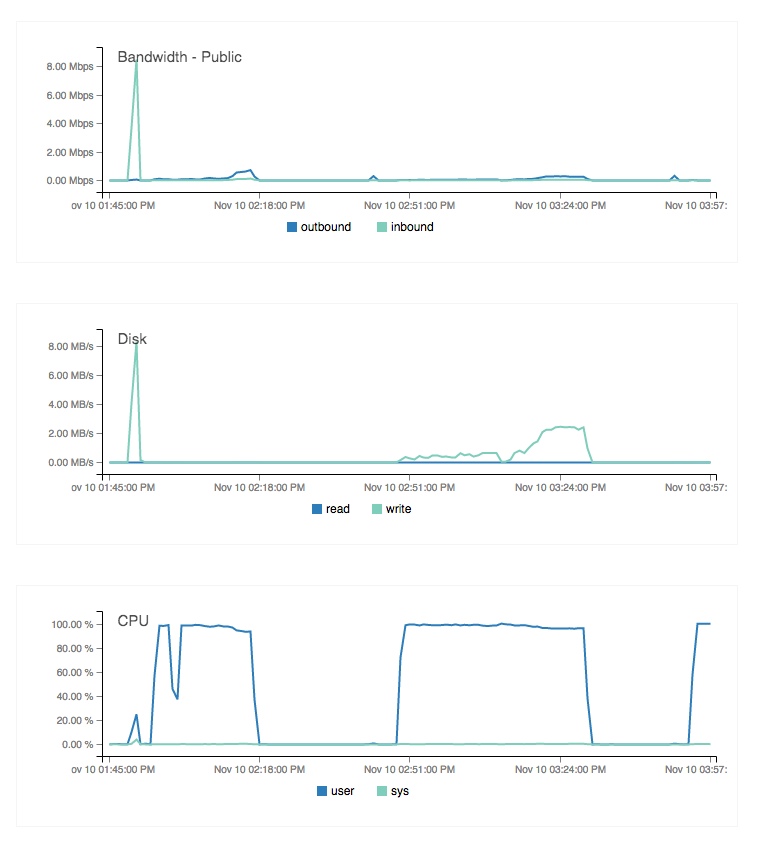 Bandwidth - Public
8.00 Mbps
6.00 Mbps
4.00 Mbps
2.00 Mbps
0.00 Mbps
ov 10 01:45:00 PM Nov 10 02:18:00 PM Nov 10 02:51:00 PM Nov 10 03:24:00 PM Nov 10 03:57:
outbound inbound
Disk
8.00 MB/s
6.00 MB/s
4.00 MB/s
2.00 MB/s
0.00 MB/s
ov 10 01:45:00 PM Nov 10 02:18:00 PM Nov 10 02:51:00 PM Nov 10 03:24:00 PM Nov 10 03:57:
read write
CPU
100.00 %
80.00 %
60.00 %
40.00 %
20.00 %
0.00 %
ov 10 01:45:00 PM Nov 10 02:18:00 PM Nov 10 02:51:00 PM Nov 10 03:24:00 PM Nov 10 03:57:
user sys